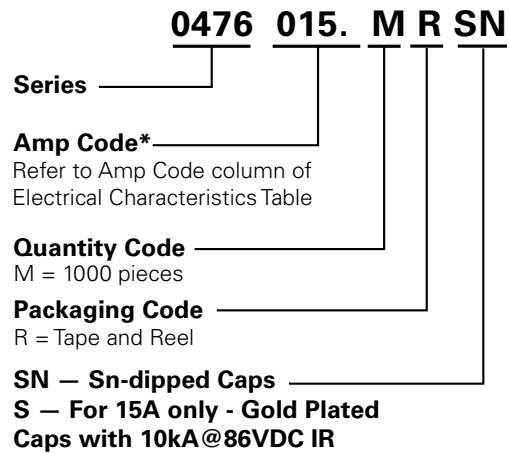 0476 015. M R SN
Series
Amp Code*
Refer to Amp Code column of
Electrical Characteristics Table
Quantity Code
M = 1000 pieces
Packaging Code
R = Tape and Reel
SN — Sn-dipped Caps
S — For 15A only - Gold Plated
Caps with 10kA@86VDC IR